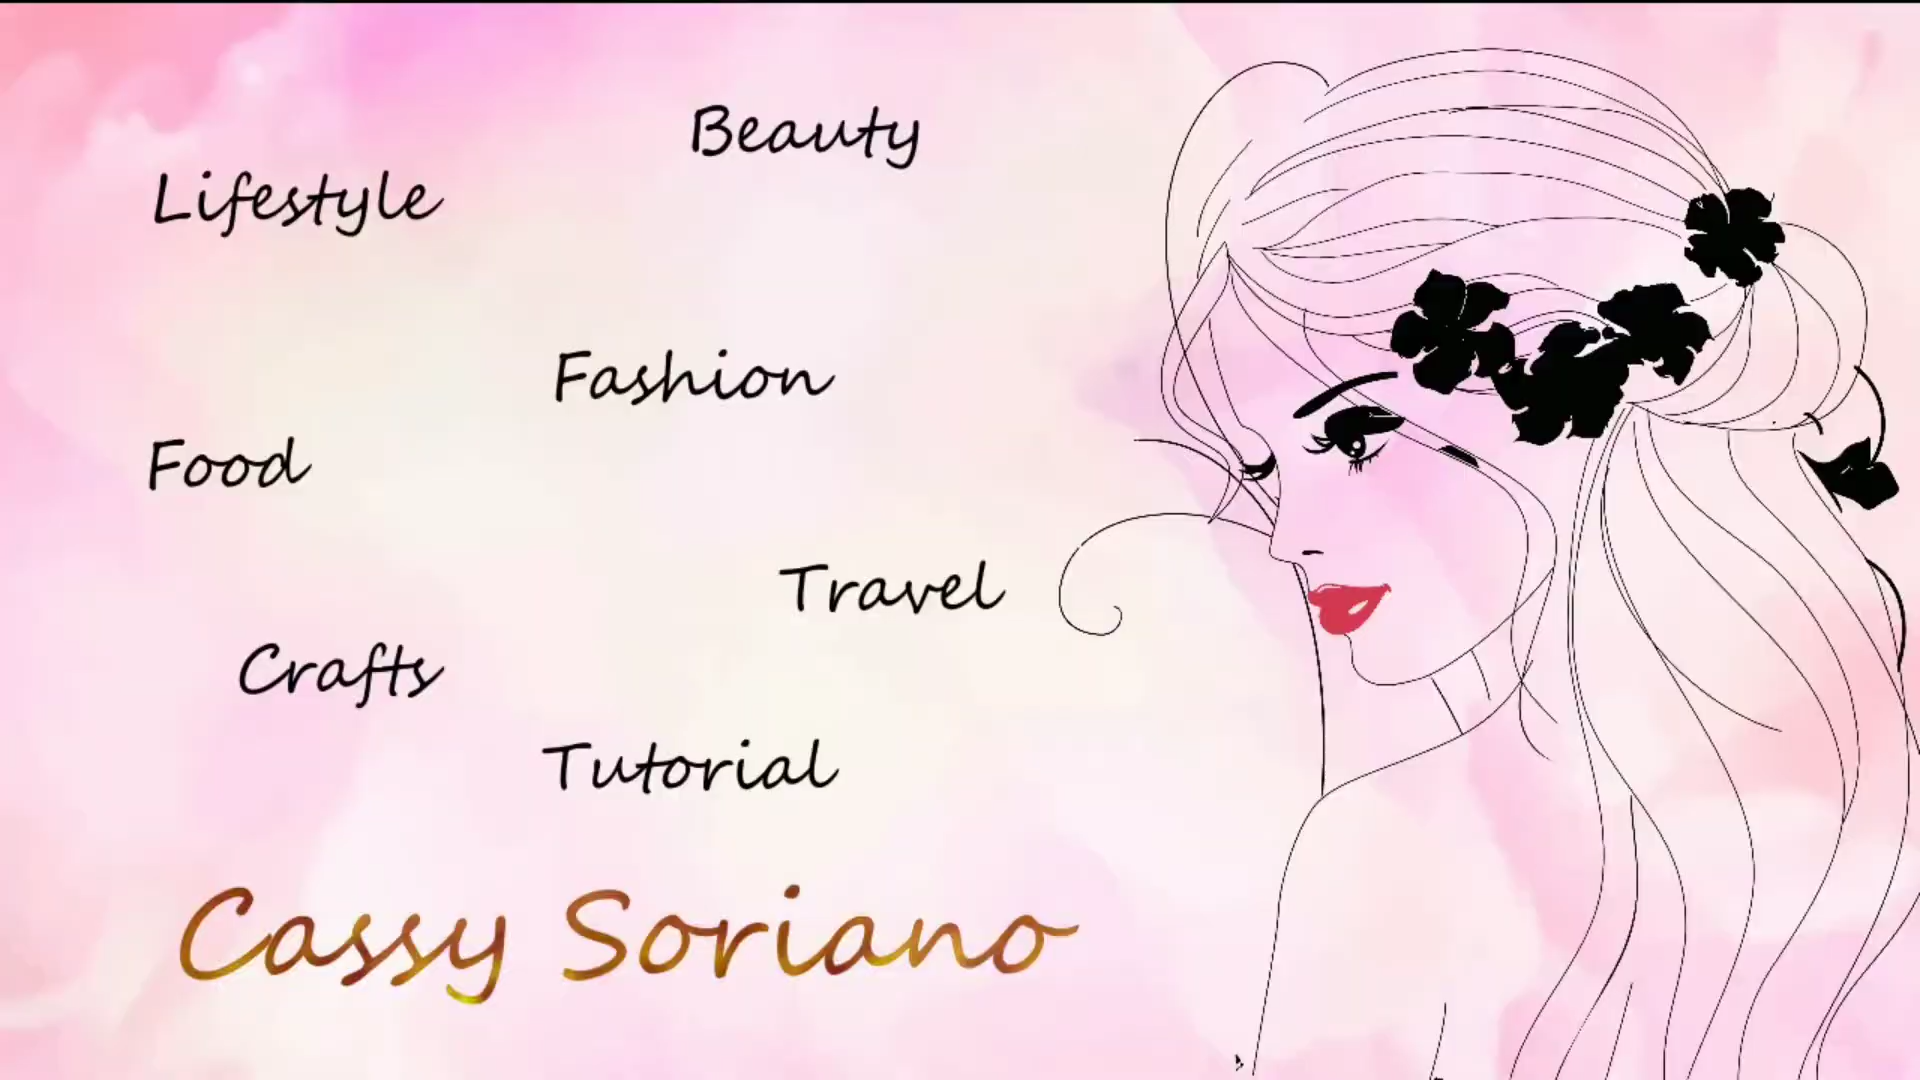 Beauty
Lifestyle
Fashion
Food
Travel
Crafts
Tutorial
Cassy Soriano